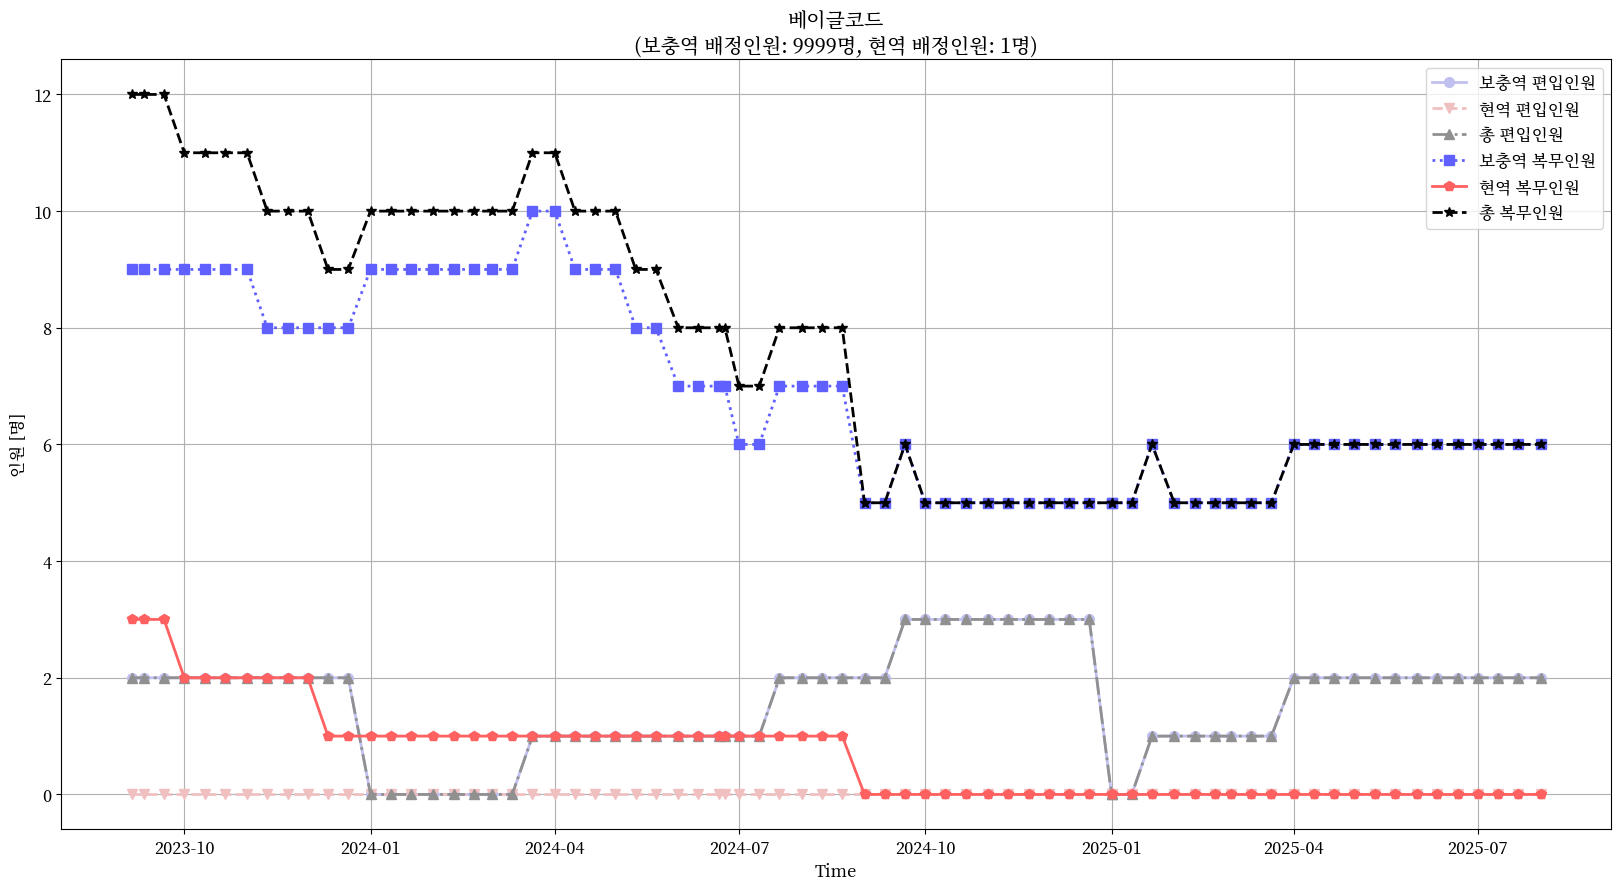 베이글코드
(보충역 배정인원: 9999명, 현역 배정인원: 1명)
보충역 편입인원
현역 편입인원
총 편입인원
보충역 복무인원
현역 복무인원
총 복무인원
인원 [명]
12
10
8
6
4
2
0
2023-10 2024-01 2024-04 2024-07 2024-10 2025-01 2025-04 2025-07
Time